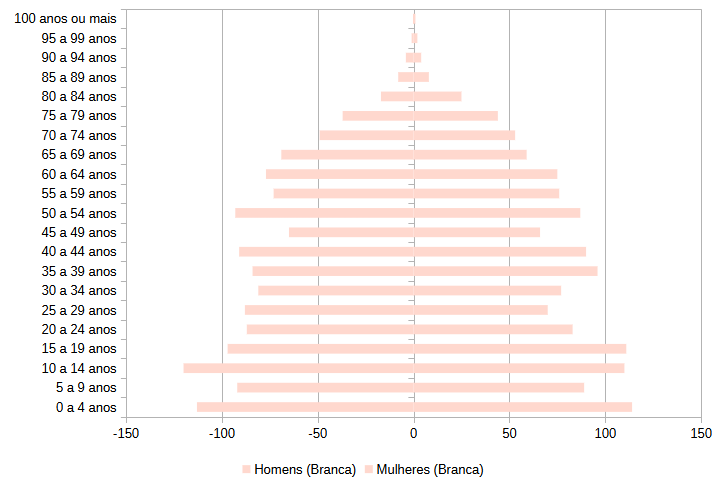 100 anos ou mais
95 a 99 anos
90 a 94 anos
85 a 89 anos
80 a 84 anos
75 a 79 anos
70 a 74 anos
65 a 69 anos
60 a 64 anos
55 a 59 anos
50 a 54 anos
45 a 49 anos
40 a 44 anos
35 a 39 anos
30 a 34 anos
25 a 29 anos
20 a 24 anos
15 a 19 anos
10 a 14 anos
5 a 9 anos
0 a 4 anos
-150 -100 -50 0 50 100 150
Homens (Branca) Mulheres (Branca)